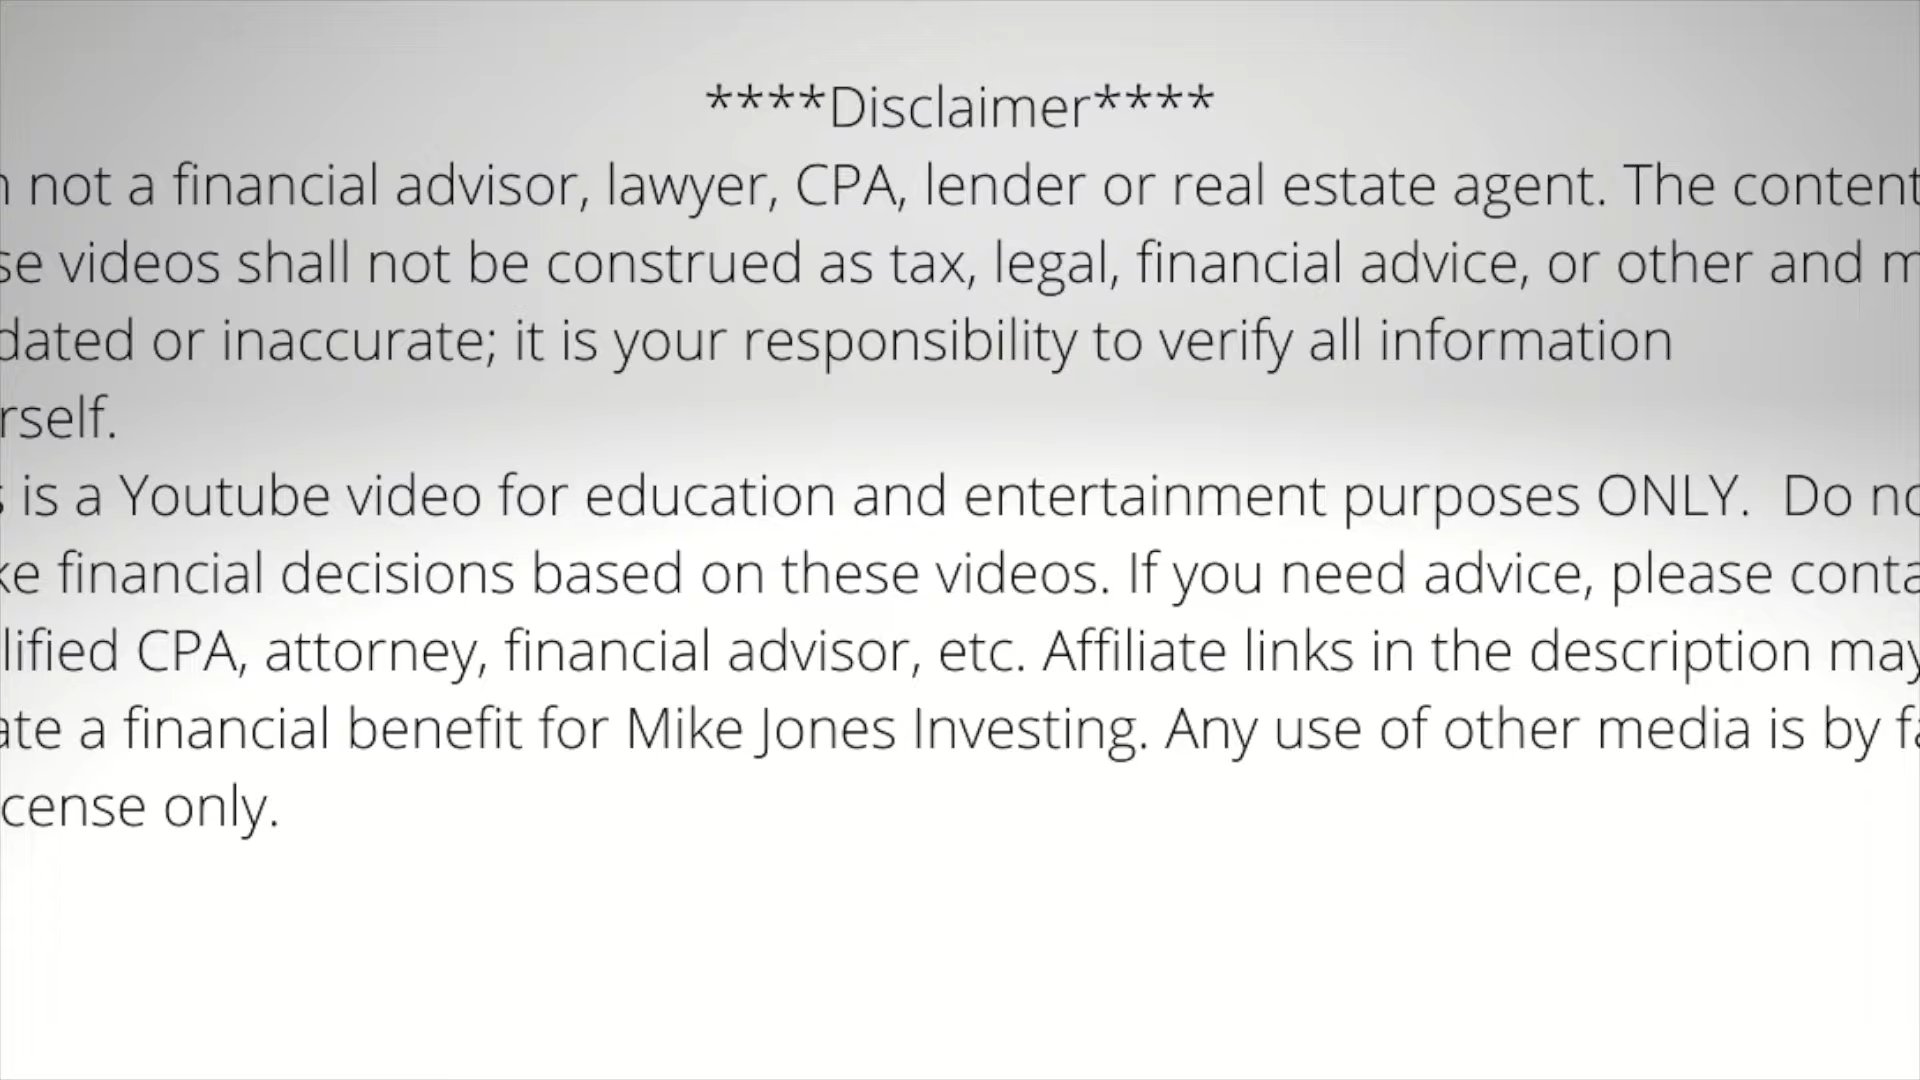 ****Disclaimer****
not a financial advisor, lawyer, CPA, lender or real estate agent. The content
se videos shall not be construed as tax, legal, financial advice, or other and m
dated or inaccurate; it is your responsibility to verify all information
rself.
s is a Youtube video for education and entertainment purposes ONLY.  Do no
ke financial decisions based on these videos. If you need advice, please conta
lified CPA, attorney, financial advisor, etc. Affiliate links in the description may
ate a financial benefit for Mike Jones Investing. Any use of other media is by fa
cense only.